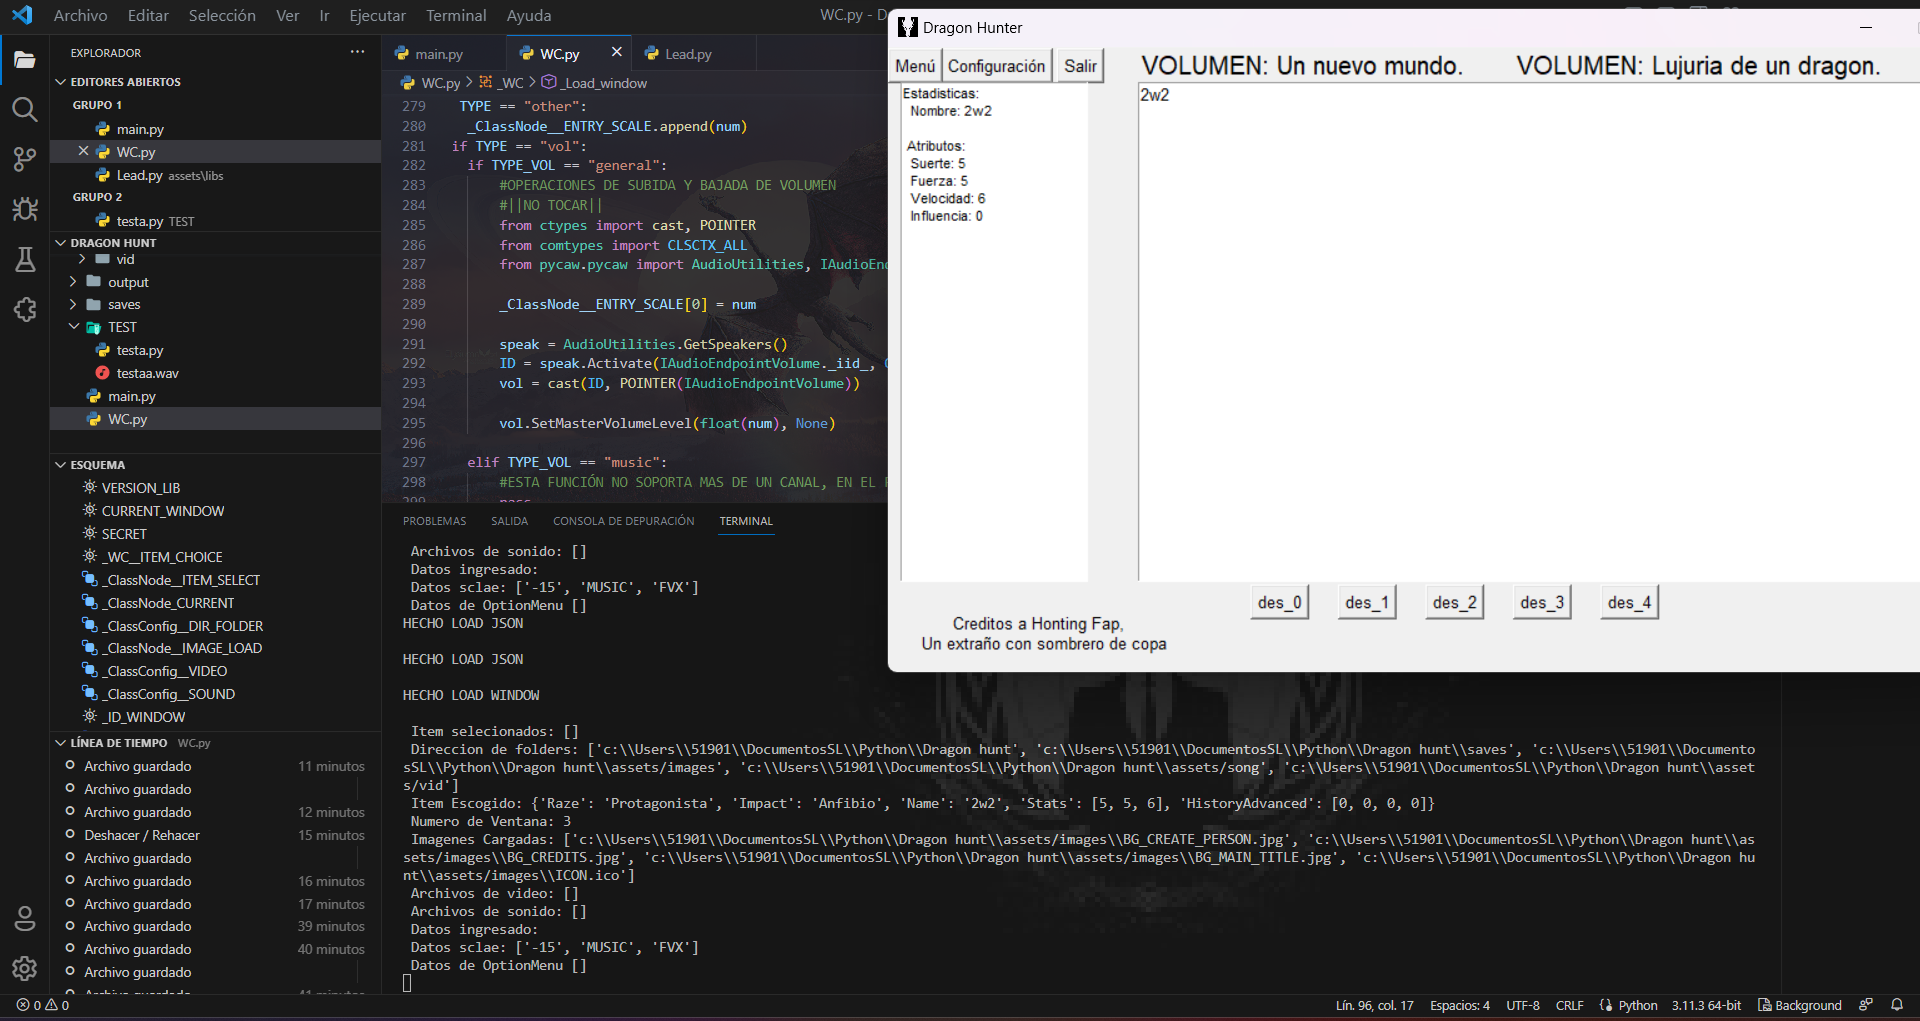 Archivo Editar Selección Ver Ir Ejecutar Terminal Ayuda
WC.py - D
EXPLORADOR
EDITORES ABIERTOS
GRUPO 1
main.py
WC.py
Lead.py assets\libs
GRUPO 2
testa.py TEST
DRAGON HUNT
vid
output
saves
TEST
testa.py
testaa.wav
main.py
WC.py
ESQUEMA
VERSION_LIB
CURRENT_WINDOW
SECRET
_WC__ITEM_CHOICE
_ClassNode__ITEM_SELECT
_ClassNode_CURRENT
_ClassConfig__DIR_FOLDER
_ClassNode__IMAGE_LOAD
_ClassConfig__VIDEO
_ClassConfig__SOUND
_ID_WINDOW
LÍNEA DE TIEMPO WC.py
Archivo guardado 11 minutos
Archivo guardado
Archivo guardado 12 minutos
Deshacer / Rehacer 15 minutos
Archivo guardado
Archivo guardado 16 minutos
Archivo guardado 17 minutos
Archivo guardado 39 minutos
Archivo guardado 40 minutos
Archivo guardado
main.py WC.py Lead.py
WC.py > _WC > _Load_window
279 TYPE == "other":
280 _ClassNode__ENTRY_SCALE.append(num)
281 if TYPE == "vol":
282 if TYPE_VOL == "general":
283 #OPERACIONES DE SUBIDA Y BAJADA DE VOLUMEN
284 #||NO TOCAR||
285 from ctypes import cast, POINTER
286 from comtypes import CLSCTX_ALL
287 from pycaw.pycaw import AudioUtilities, IAudioEn
288
289 _ClassNode__ENTRY_SCALE[0] = num
290
291 speak = AudioUtilities.GetSpeakers()
292 ID = speak.Activate(IAudioEndpointVolume._iid_,
293 vol = cast(ID, POINTER(IAudioEndpointVolume))
294
295 vol.SetMasterVolumeLevel(float(num), None)
296
297 elif TYPE_VOL == "music":
298 #ESTA FUNCIÓN NO SOPORTA MAS DE UN CANAL, EN EL
PROBLEMAS SALIDA CONSOLA DE DEPURACIÓN TERMINAL
Archivos de sonido: []
Datos ingresado:
Datos sclae: ['-15', 'MUSIC', 'FVX']
Datos de OptionMenu []
HECHO LOAD JSON
HECHO LOAD JSON
HECHO LOAD WINDOW
Item selecionados: []
Direccion de folders: ['c:\\Users\\51901\\DocumentosSL\\Python\\Dragon hunt', 'c:\\Users\\51901\\DocumentosSL\\Python\\Dragon hunt\\saves', 'c:\\Users\\51901\\Documento
sSL\\Python\\Dragon hunt\\assets/images', 'c:\\Users\\51901\\DocumentosSL\\Python\\Dragon hunt\\assets/song', 'c:\\Users\\51901\\DocumentosSL\\Python\\Dragon hunt\\asset
s/vid']
Item Escogido: {'Raze': 'Protagonista', 'Impact': 'Anfibio', 'Name': '2w2', 'Stats': [5, 5, 6], 'HistoryAdvanced': [0, 0, 0, 0]}
Numero de Ventana: 3
Imagenes Cargadas: ['c:\\Users\\51901\\DocumentosSL\\Python\\Dragon hunt\\assets/images\\BG_CREATE_PERSON.jpg', 'c:\\Users\\51901\\DocumentosSL\\Python\\Dragon hunt\\as
sets/images\\BG_CREDITS.jpg', 'c:\\Users\\51901\\DocumentosSL\\Python\\Dragon hunt\\assets/images\\BG_MAIN_TITLE.jpg', 'c:\\Users\\51901\\DocumentosSL\\Python\\Dragon hu
nt\\assets/images\\ICON.ico']
Archivos de video: []
Archivos de sonido: []
Datos ingresado:
Datos sclae: ['-15', 'MUSIC', 'FVX']
Datos de OptionMenu []
Dragon Hunter
Menú Configuración Salir
VOLUMEN: Un nuevo mundo. VOLUMEN: Lujuria de un dragon.
Estadisticas:
Nombre: 2w2
Atributos:
Suerte: 5
Fuerza: 5
Velocidad: 6
Influencia: 0
2w2
des_0 des_1 des_2 des_3 des_4
Creditos a Honting Fap,
Un extraño con sombrero de copa
0 0
Lín. 96, col. 17 Espacios: 4 UTF-8 CRLF Python 3.11.3 64-bit Background